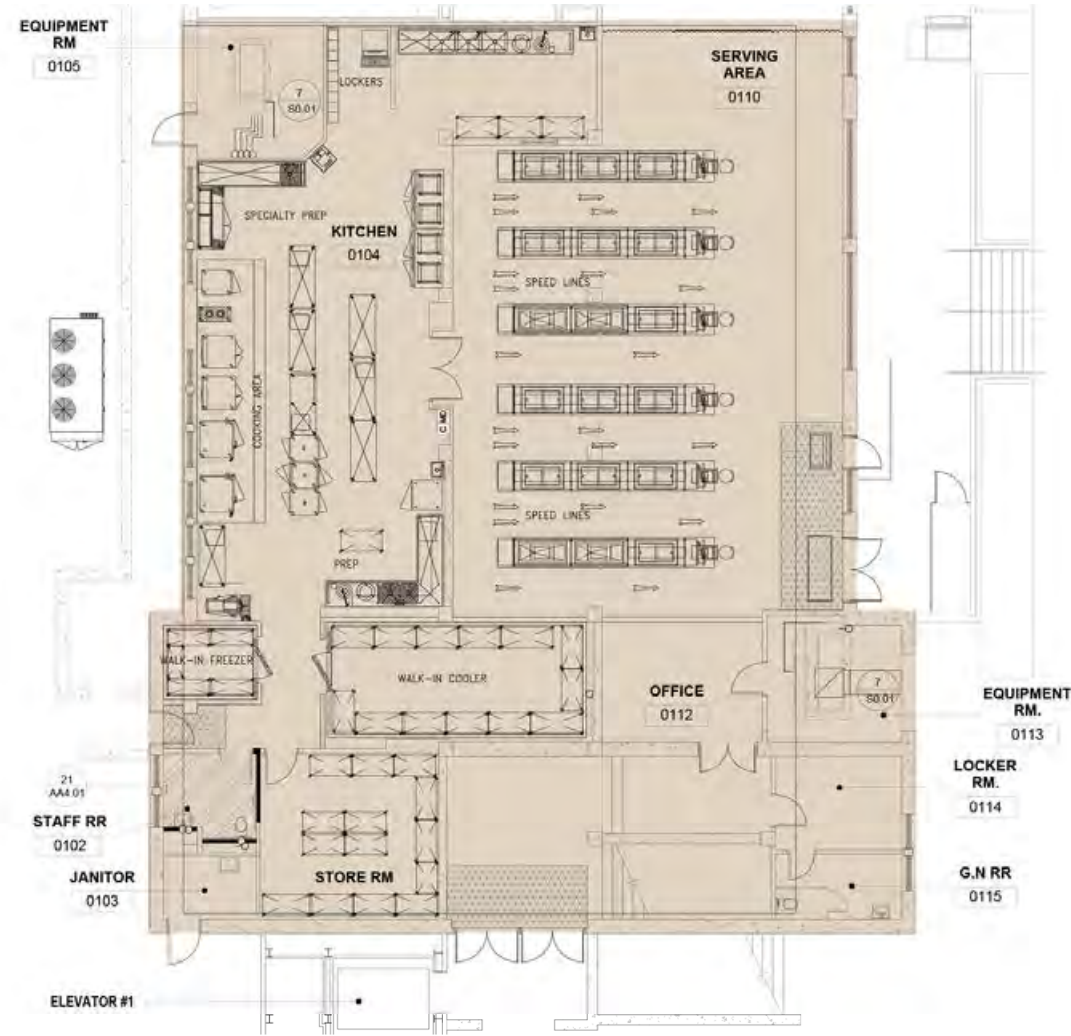 EQUIPMENT
RM
0105
LOCKERS
7
S0.01
SERVING
AREA
0110
SPECIALTY PREP
KITCHEN
0104
SPEED LINES
COOKING AREA
C MD
SPEED LINES
PREP
WALK-IN FREEZER
WALK-IN COOLER
OFFICE
0112
7
S0.01
EQUIPMENT
RM.
0113
21
AA4.01
LOCKER
RM.
0114
STAFF RR
0102
JANITOR
0103
STORE RM
G.N RR
0115
ELEVATOR #1